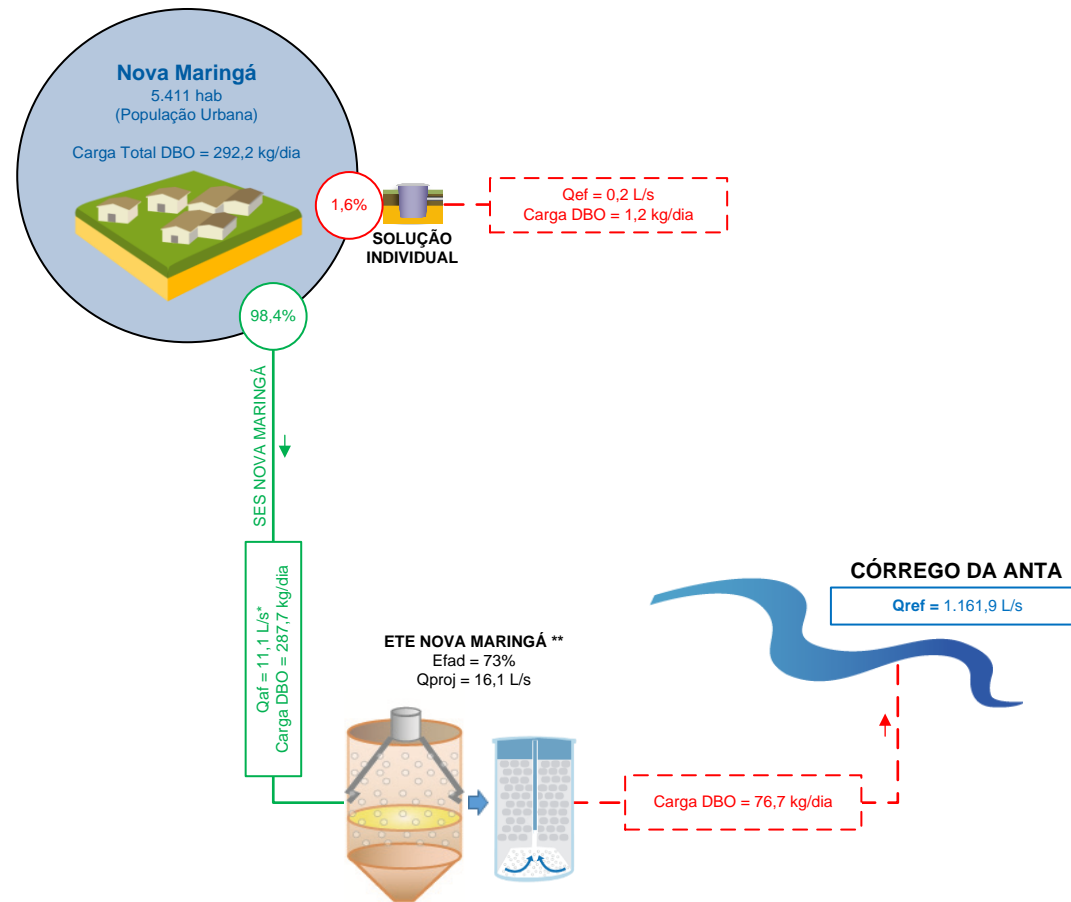 Nova Maringá
5.411 hab
(População Urbana)
Carga Total DBO = 292,2 kg/dia
1,6%
SOLUÇÃO
INDIVIDUAL
Qef = 0,2 L/s
Carga DBO = 1,2 kg/dia
98,4%
SES NOVA MARINGÁ
Qaf = 11,1 L/s*
Carga DBO = 287,7 kg/dia
ETE NOVA MARINGÁ **
Efad = 73%
Qproj = 16,1 L/s
Carga DBO = 76,7 kg/dia
CÓRREGO DA ANTA
Qref = 1.161,9 L/s